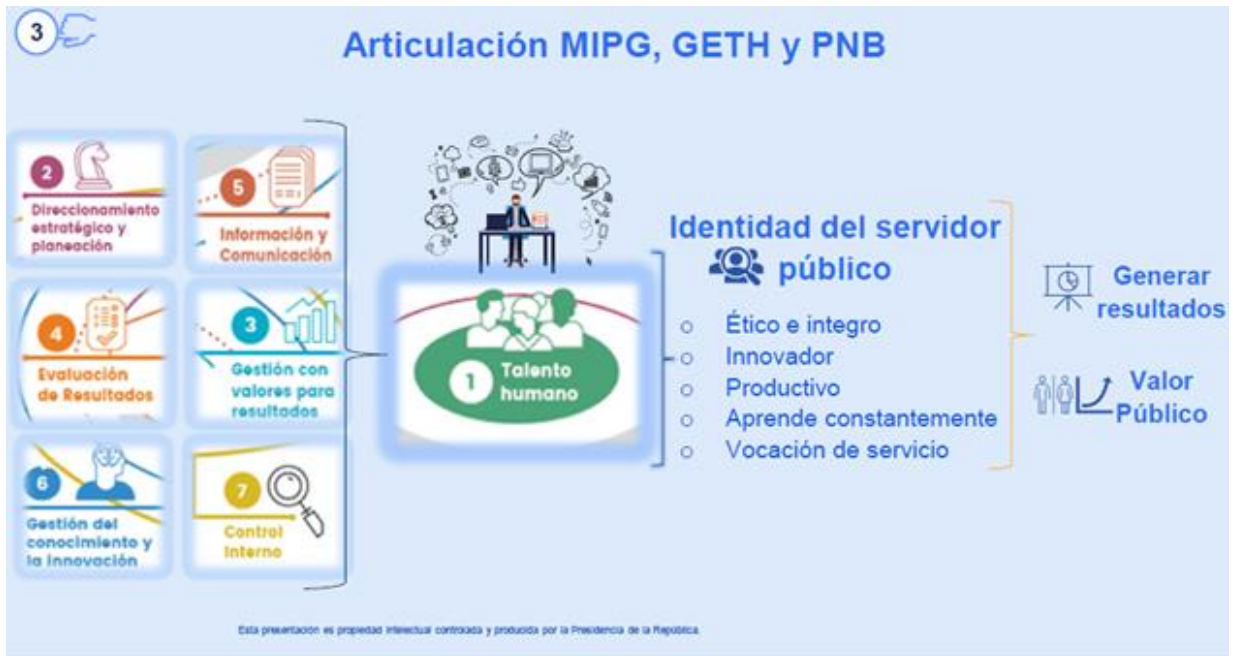 3
Articulación MIPG, GETH y PNB
2
Direccionamiento
estratégico y
planeación
5
Información y
Comunicación
4
Evaluación
de Resultados
3
Gestión con
valores para
resultados
6
Gestión del
conocimiento y
la innovación
7
Control
Interno
1
Talento
humano
Identidad del servidor
público
o Ético e integro
o Innovador
o Productivo
o Aprende constantemente
o Vocación de servicio
Generar
resultados
Valor
Público
Esta presentación es propiedad intelectual controlada y producida por la Presidencia de la República.